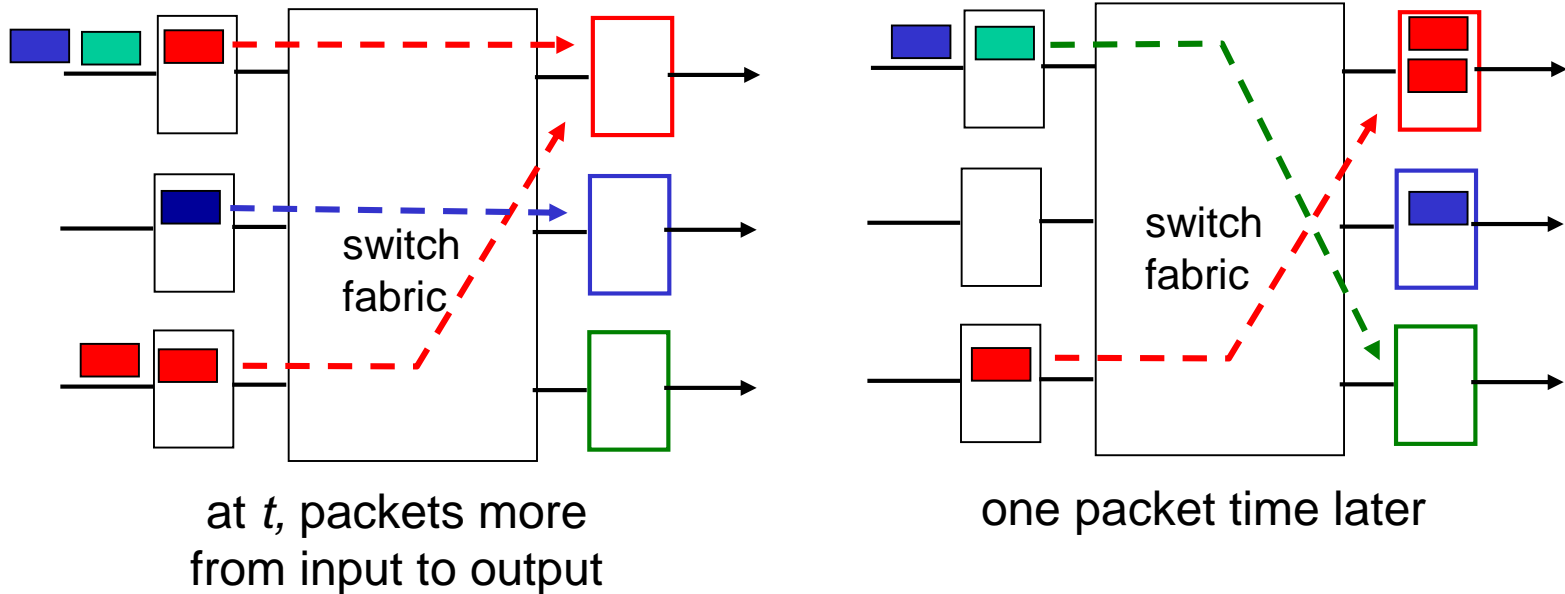 switch
fabric
at t, packets more
from input to output
switch
fabric
one packet time later